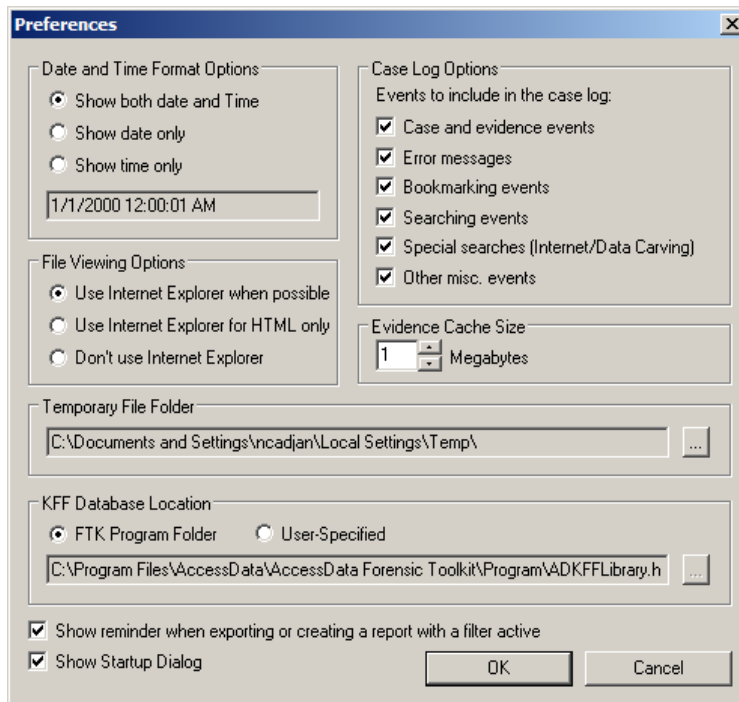 Preferences
Date and Time Format Options
Show both date and Time
Show date only
Show time only
1/1/2000 12:00:01 AM
File Viewing Options
Use Internet Explorer when possible
Use Internet Explorer for HTML only
Don't use Internet Explorer
Case Log Options
Events to include in the case log:
Case and evidence events
Error messages
Bookmarking events
Searching events
Special searches (Internet/Data Carving)
Other misc. events
Evidence Cache Size
1 Megabytes
Temporary File Folder
C:\Documents and Settings\ncadjan\Local Settings\Temp\ ...
KFF Database Location
FTK Program Folder User-Specified
C:\Program Files\AccessData\AccessData Forensic Toolkit\Program\ADKFFLibrary.h ...
Show reminder when exporting or creating a report with a filter active
Show Startup Dialog
OK Cancel